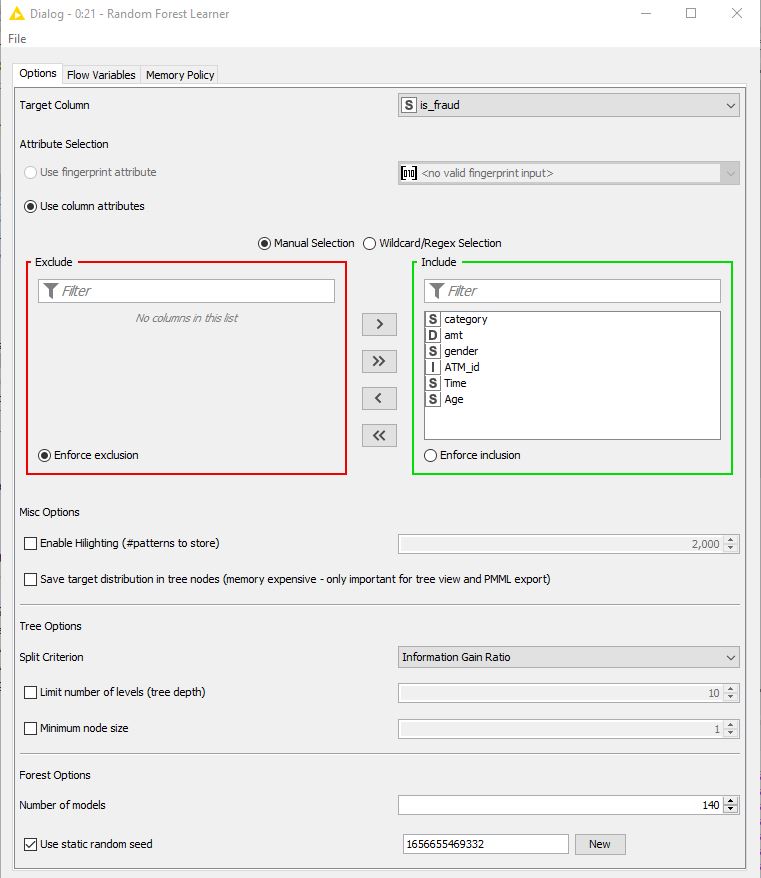 Dialog - 0:21 - Random Forest Learner
File
Options Flow Variables Memory Policy
Target Column S is_fraud
Attribute Selection
Use fingerprint attribute [010] <no valid fingerprint input>
Use column attributes
Manual Selection Wildcard/Regex Selection
Exclude Include
Filter Filter
No columns in this list
S category
D amt
S gender
I ATM_id
S Time
S Age
> 
>>
<
<<
Enforce exclusion Enforce inclusion
Misc Options
Enable Hilighting (#patterns to store) 2,000
Save target distribution in tree nodes (memory expensive - only important for tree view and PMML export)
Tree Options
Split Criterion Information Gain Ratio
Limit number of levels (tree depth) 10
Minimum node size 1
Forest Options
Number of models 140
Use static random seed 1656655469332 New